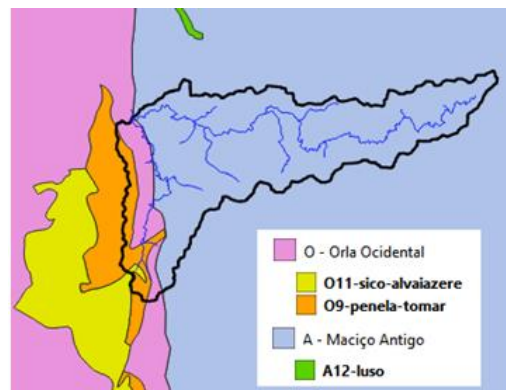 O - Orla Ocidental
O11-sico-alvaiazere
O9-penela-tomar
A - Maciço Antigo
A12-luso